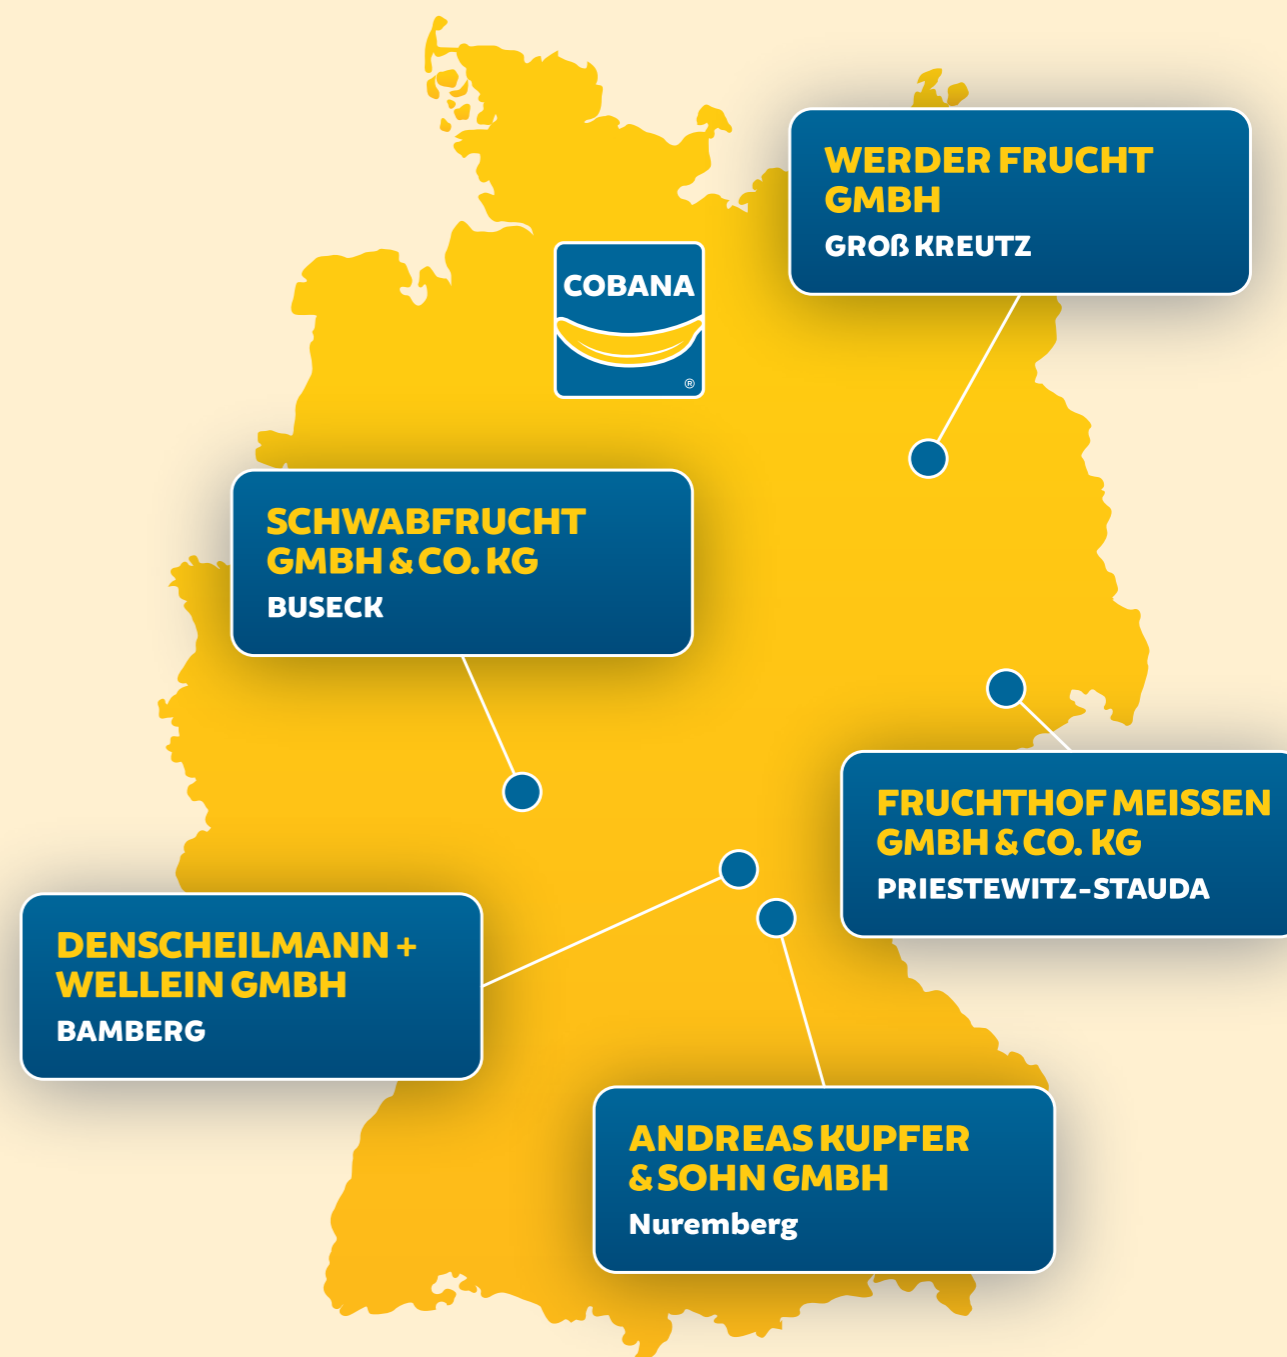 WERDER FRUCHT
GMBH
GROß KREUTZ
COBANA
®
SCHWABFRUCHT
GMBH & CO. KG
BUSECK
FRUCHTHOF MEISSEN
GMBH & CO. KG
PRIESTEWITZ-STAUDA
DENSCHEILMANN +
WELLEIN GMBH
BAMBERG
ANDREAS KUPFER
& SOHN GMBH
Nuremberg